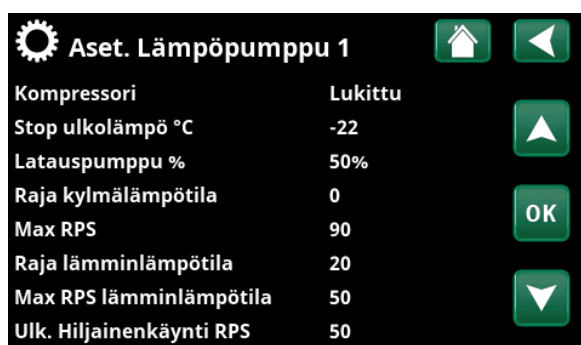 Aset. Lämpöpumppu 1
Kompressori Lukittu
Stop ulkolämpö °C -22
Latauspumppu % 50%
Raja kylmälämpötila 0
Max RPS 90
OK
Raja lämminlämpötila 20
Max RPS lämminlämpötila 50
Ulk. Hiljainenkäynti RPS 50